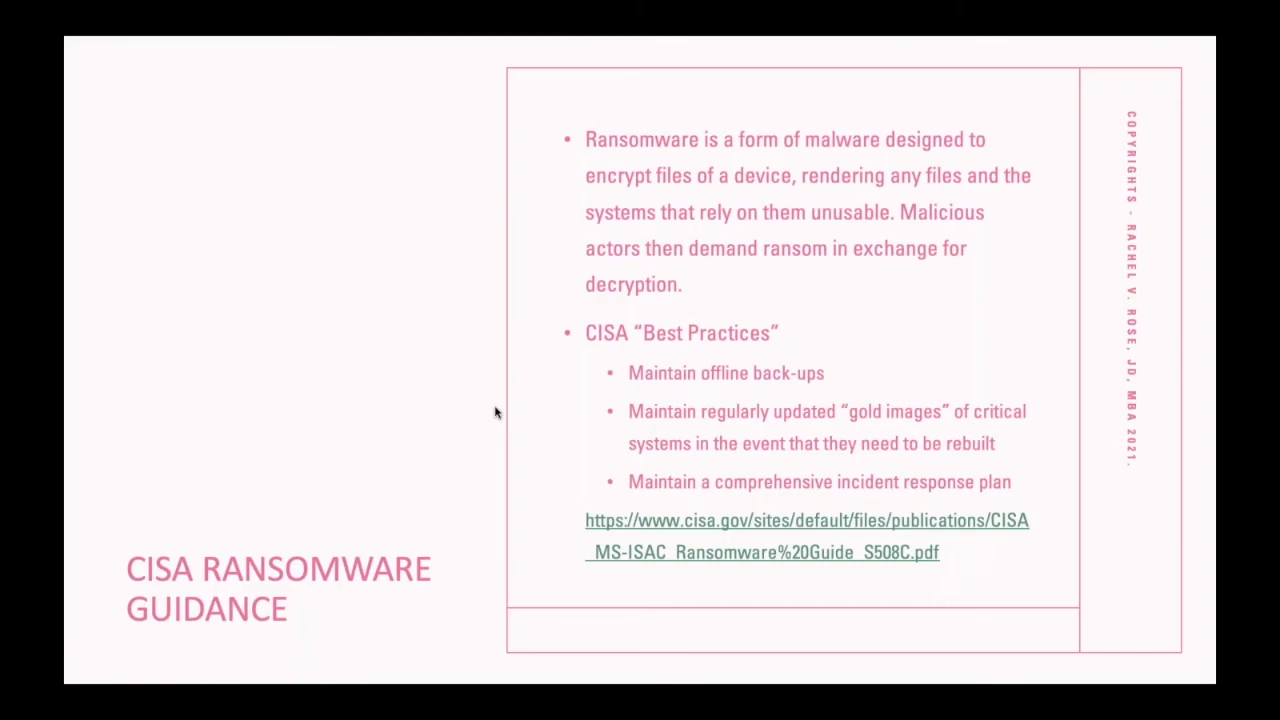 CISA RANSOMWARE
GUIDANCE
• Ransomware is a form of malware designed to
encrypt files of a device, rendering any files and the
systems that rely on them unusable. Malicious
actors then demand ransom in exchange for
decryption.
• CISA “Best Practices”
• Maintain offline back-ups
• Maintain regularly updated “gold images” of critical
systems in the event that they need to be rebuilt
• Maintain a comprehensive incident response plan
https://www.cisa.gov/sites/default/files/publications/CISA
_MS-ISAC_Ransomware%20Guide_S508C.pdf
COPYRIGHTS - RACHEL V. ROSE, JD, MBA 2021.